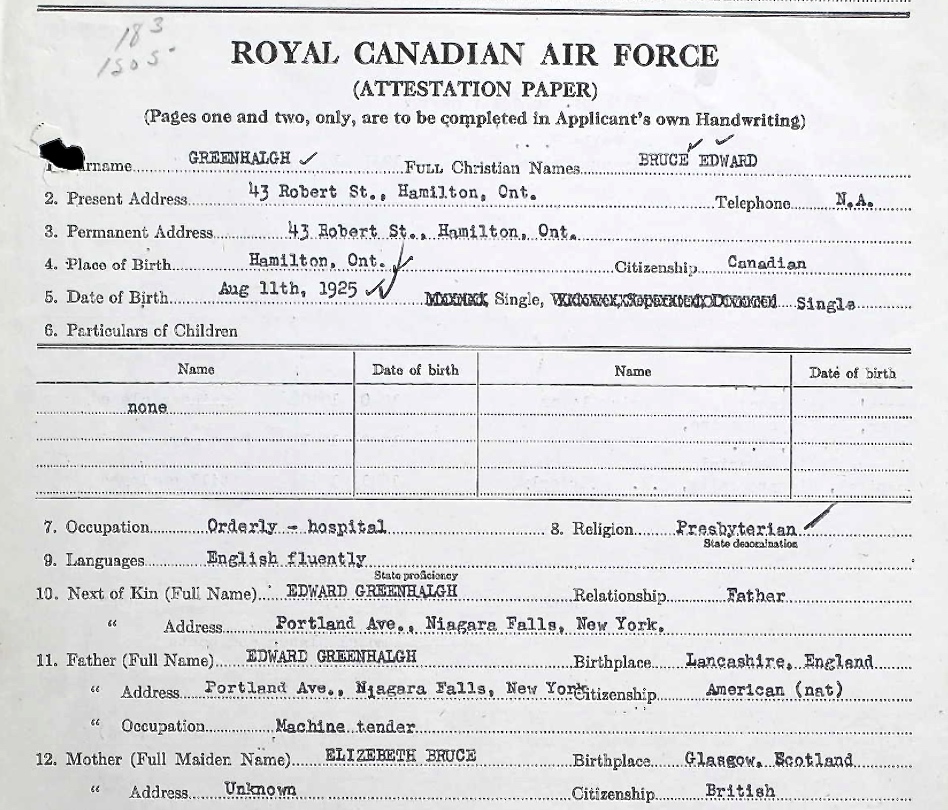 183
1505
ROYAL CANADIAN AIR FORCE
(ATTESTATION PAPER)
(Pages one and two, only, are to be completed in Applicant's own Handwriting)
rname GREENHALGH FULL Christian Names BRUCE EDWARD
2. Present Address 43 Robert St., Hamilton, Ont. Telephone N.A.
3. Permanent Address 43 Robert St., Hamilton, Ont.
4. Place of Birth Hamilton, Ont. Citizenship Canadian
5. Date of Birth Aug 11th, 1925 Single, Single
6. Particulars of Children
Name Date of birth Name Date of birth
none
7. Occupation Orderly - hospital 8. Religion Presbyterian
State denomination
9. Languages English fluently
State proficiency
10. Next of Kin (Full Name) EDWARD GREENHALGH Relationship Father
" Address Portland Ave., Niagara Falls, New York.
11. Father (Full Name) EDWARD GREENHALGH Birthplace Lancashire, England
" Address Portland Ave., Niagara Falls, New York Citizenship American (nat)
" Occupation Machine tender
12. Mother (Full Maiden Name) ELIZEBETH BRUCE Birthplace Glasgow, Scotland
" Address Unknown Citizenship British